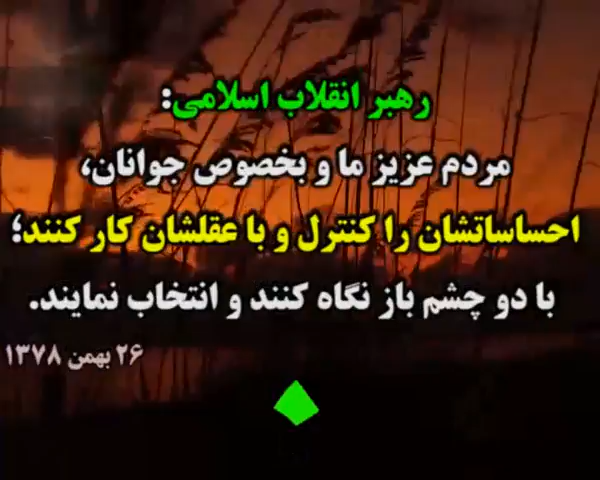 رهبر انقلاب اسلامی:
مردم عزیز ما و بخصوص جوانان،
احساساتشان را کنترل و با عقلشان کار کنند؛
با دو چشم باز نگاه کنند و انتخاب نمایند.
۲۶ بهمن ۱۳۷۸